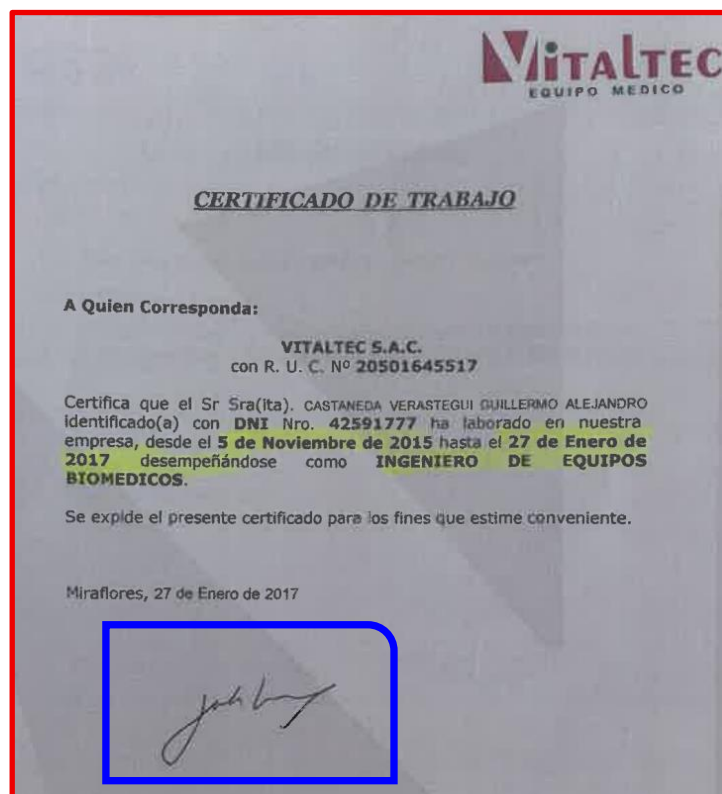 VITALTEC
EQUIPO MEDICO
CERTIFICADO DE TRABAJO
A Quien Corresponda:
VITALTEC S.A.C.
con R. U. C. Nº 20501645517
Certifica que el Sr Sra(ita). CASTANEDA VERASTEGUI GUILLERMO ALEJANDRO
identificado(a) con DNI Nro. 42591777 ha laborado en nuestra
empresa, desde el 5 de Noviembre de 2015 hasta el 27 de Enero de
2017 desempeñándose como INGENIERO DE EQUIPOS
BIOMEDICOS.
Se expide el presente certificado para los fines que estime conveniente.
Miraflores, 27 de Enero de 2017